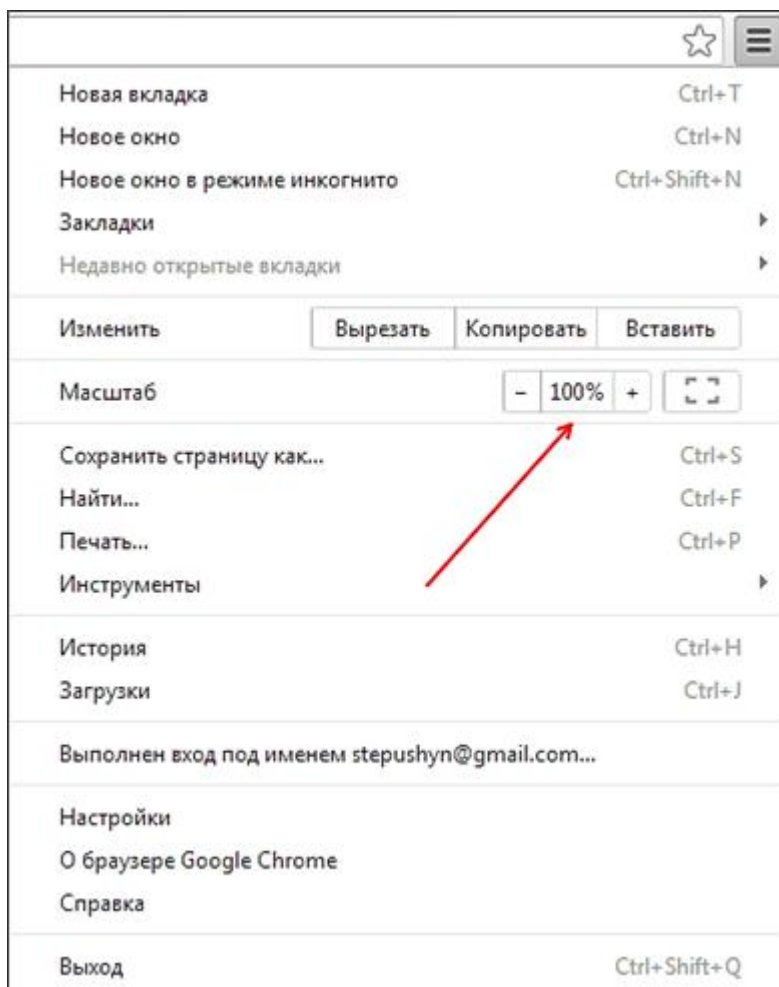 Новая вкладка Ctrl+T
Новое окно Ctrl+N
Новое окно в режиме инкогнито Ctrl+Shift+N
Закладки
Недавно открытые вкладки
Изменить Вырезать Копировать Вставить
Масштаб - 100% +
Сохранить страницу как... Ctrl+S
Найти... Ctrl+F
Печать... Ctrl+P
Инструменты
История Ctrl+H
Загрузки Ctrl+J
Выполнен вход под именем stepushyn@gmail.com...
Настройки
О браузере Google Chrome
Справка
Выход Ctrl+Shift+Q